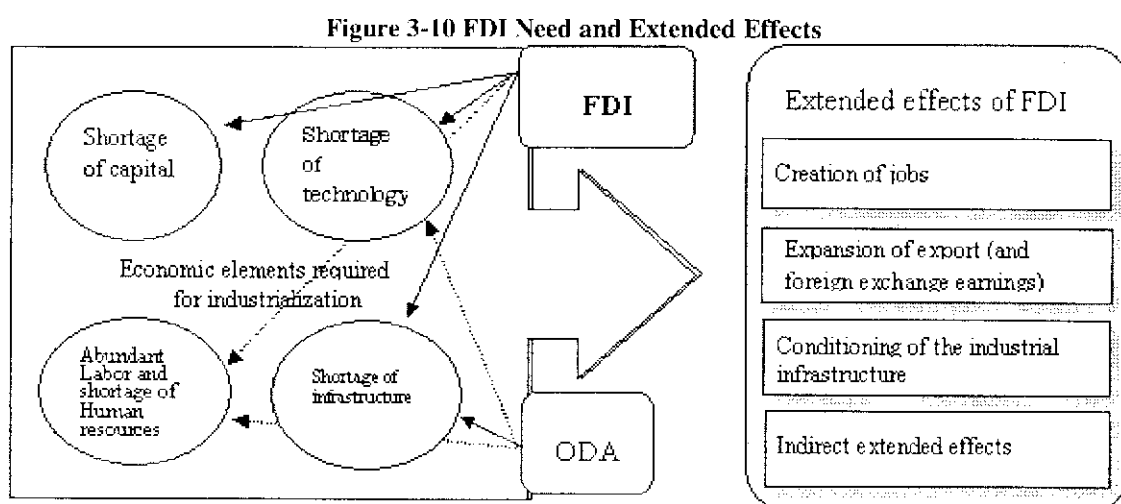 Figure 3-10 FDI Need and Extended Effects
Shortage
of capital
Shortage
of
technology
FDI
Economic elements required
for industrialization
Abundant
Labor and
shortage of
Human
resources
Shortage of
infrastructure
ODA
Extended effects of FDI
Creation of jobs
Expansion of export (and
foreign exchange earnings)
Conditioning of the industrial
infrastructure
Indirect extended effects